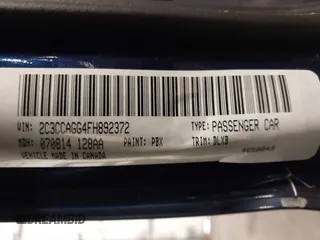 VIN: 2C3CCAGG4FH892372 TYPE: PASSENGER CAR
MDH: 070814 128AA PAINT: PBX TRIM: DLX9
VEHICLE MADE IN CANADA